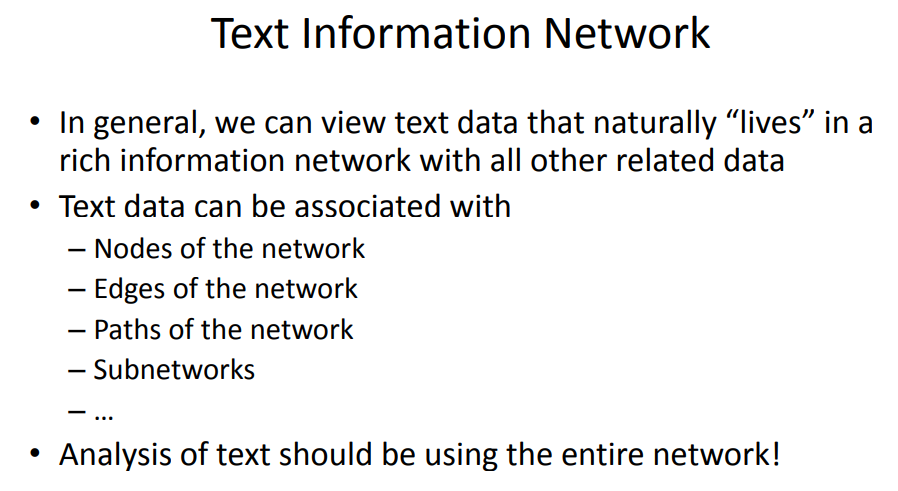 Text Information Network
• In general, we can view text data that naturally “lives” in a
rich information network with all other related data
• Text data can be associated with
– Nodes of the network
– Edges of the network
– Paths of the network
– Subnetworks
– …
• Analysis of text should be using the entire network!